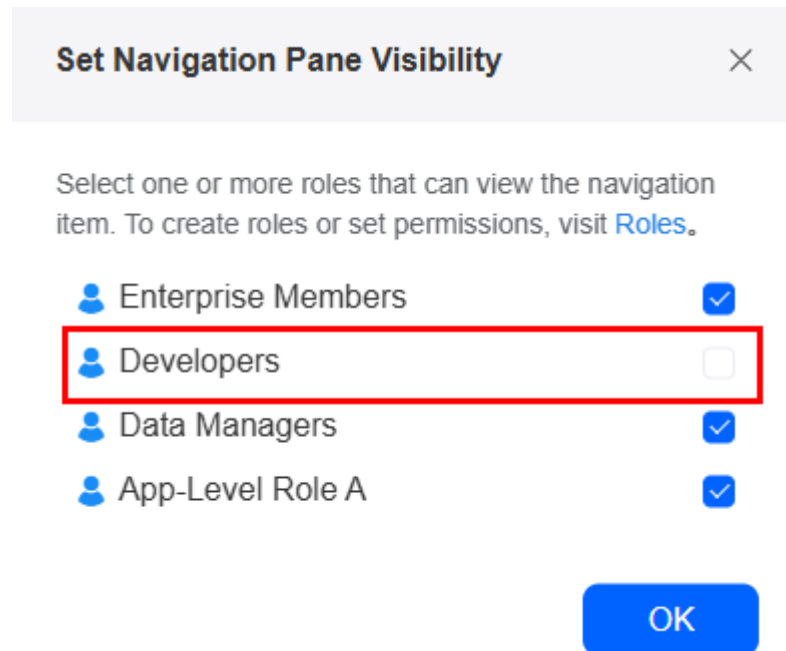 Set Navigation Pane Visibility
Select one or more roles that can view the navigation
item. To create roles or set permissions, visit Roles。
Enterprise Members
Developers
Data Managers
App-Level Role A
OK